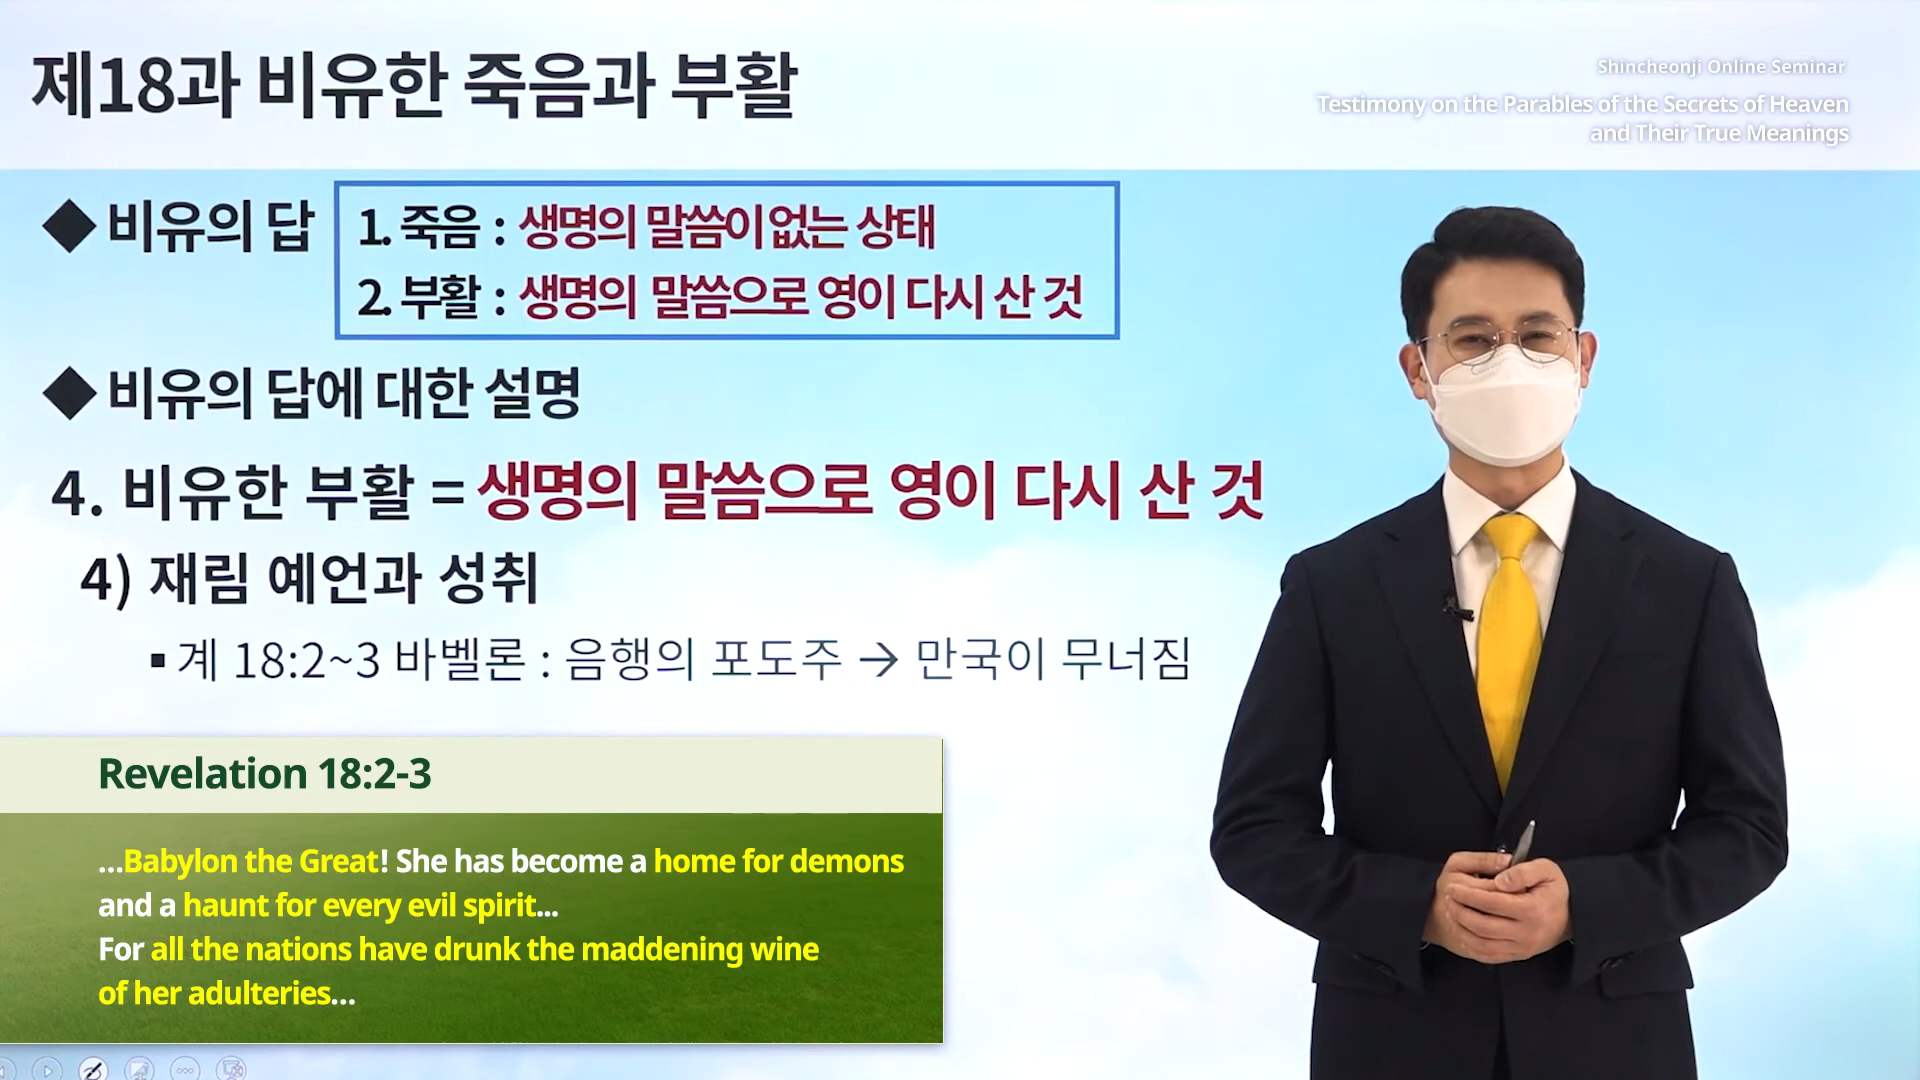 제18과 비유한 죽음과 부활
Shincheonji Online Seminar
Testimony on the Parables of the Secrets of Heaven
and Their True Meanings
◆비유의 답
1. 죽음 : 생명의 말씀이 없는 상태
2. 부활 : 생명의 말씀으로 영이 다시 산 것
◆비유의 답에 대한 설명
4. 비유한 부활 = 생명의 말씀으로 영이 다시 산 것
4) 재림 예언과 성취
▪계 18:2~3 바벨론 : 음행의 포도주 → 만국이 무너짐
Revelation 18:2-3
...Babylon the Great! She has become a home for demons
and a haunt for every evil spirit...
For all the nations have drunk the maddening wine
of her adulteries...